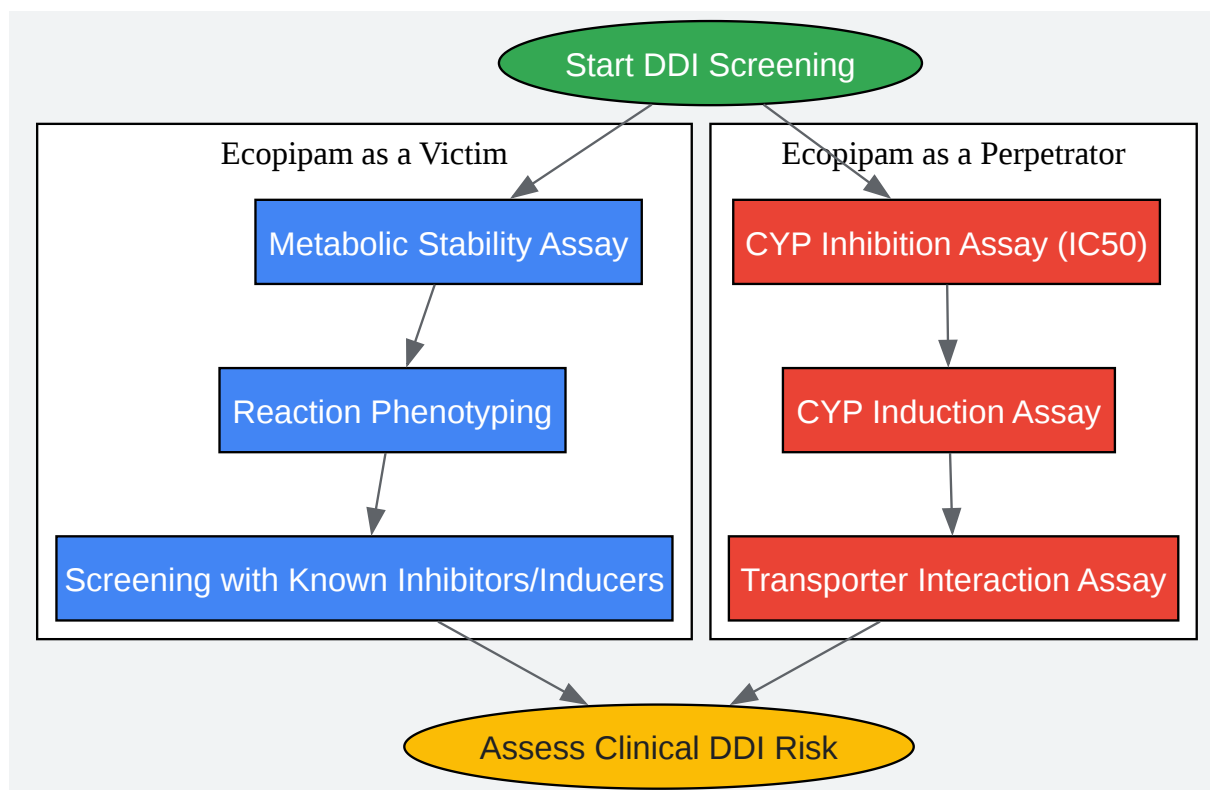 Start DDI Screening
Ecopipam as a Victim
Metabolic Stability Assay
Reaction Phenotyping
Screening with Known Inhibitors/Inducers
Ecopipam as a Perpetrator
CYP Inhibition Assay (IC50)
CYP Induction Assay
Transporter Interaction Assay
Assess Clinical DDI Risk